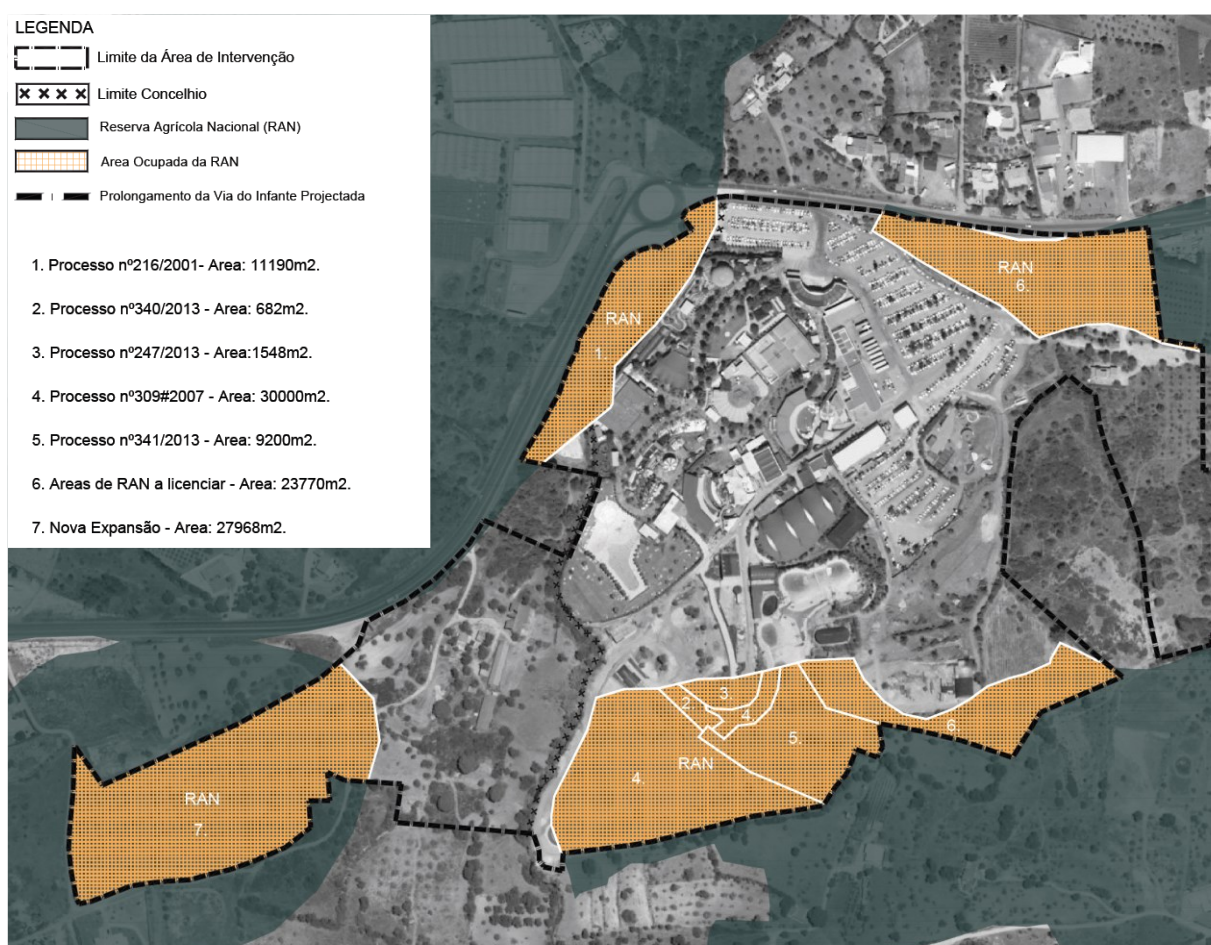 LEGENDA
Limite da Área de Intervenção
Limite Concelhio
Reserva Agrícola Nacional (RAN)
Area Ocupada da RAN
Prolongamento da Via do Infante Projectada
1. Processo nº216/2001- Area: 11190m2.
2. Processo nº340/2013 - Area: 682m2.
3. Processo nº247/2013 - Area:1548m2.
4. Processo nº309#2007 - Area: 30000m2.
5. Processo nº341/2013 - Area: 9200m2.
6. Areas de RAN a licenciar - Area: 23770m2.
7. Nova Expansão - Area: 27968m2.
RAN
6.
RAN
1.
3.
2.
4.
6.
5.
RAN
4.
RAN
7.